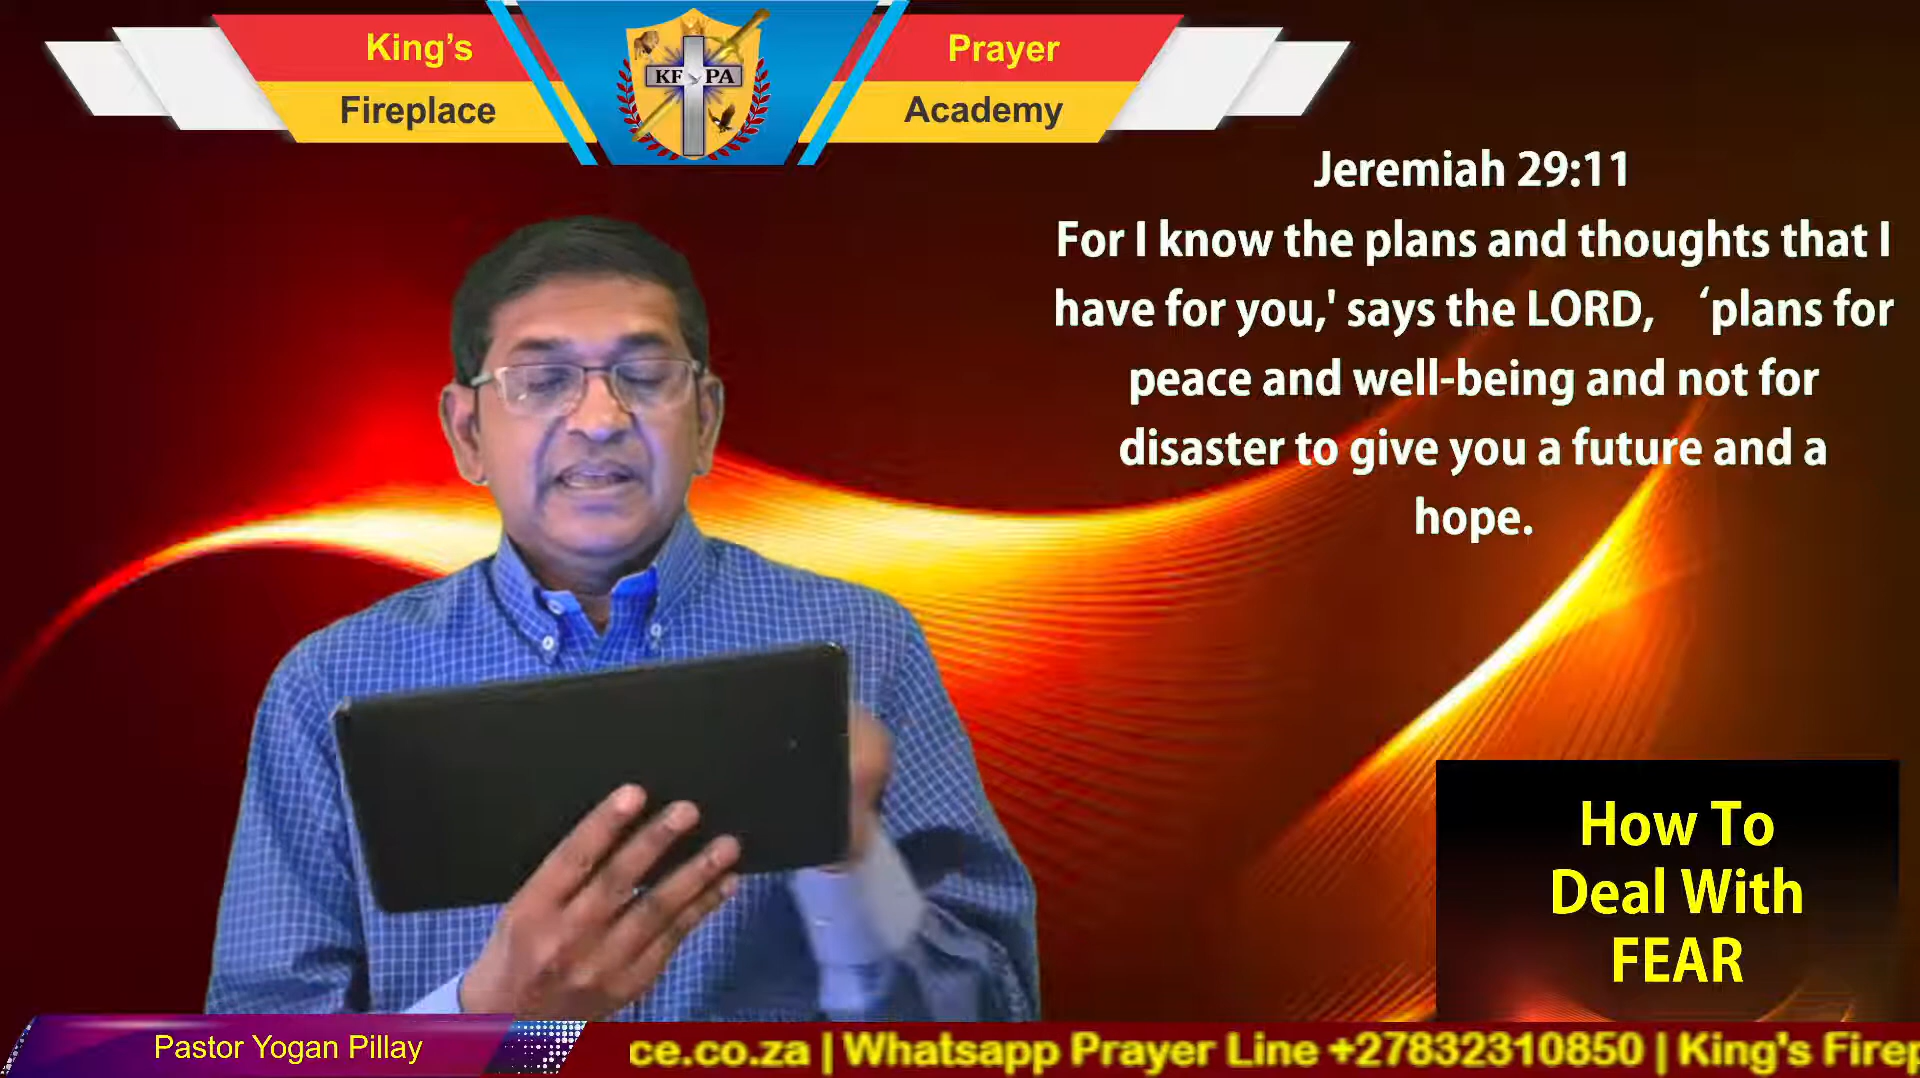 King's
Fireplace
KF PA
Prayer
Academy
Jeremiah 29:11
For I know the plans and thoughts that I
have for you,' says the LORD, ‘plans for
peace and well-being and not for
disaster to give you a future and a
hope.
How To
Deal With
FEAR
Pastor Yogan Pillay
ce.co.za | Whatsapp Prayer Line +27832310850 | King's Firep